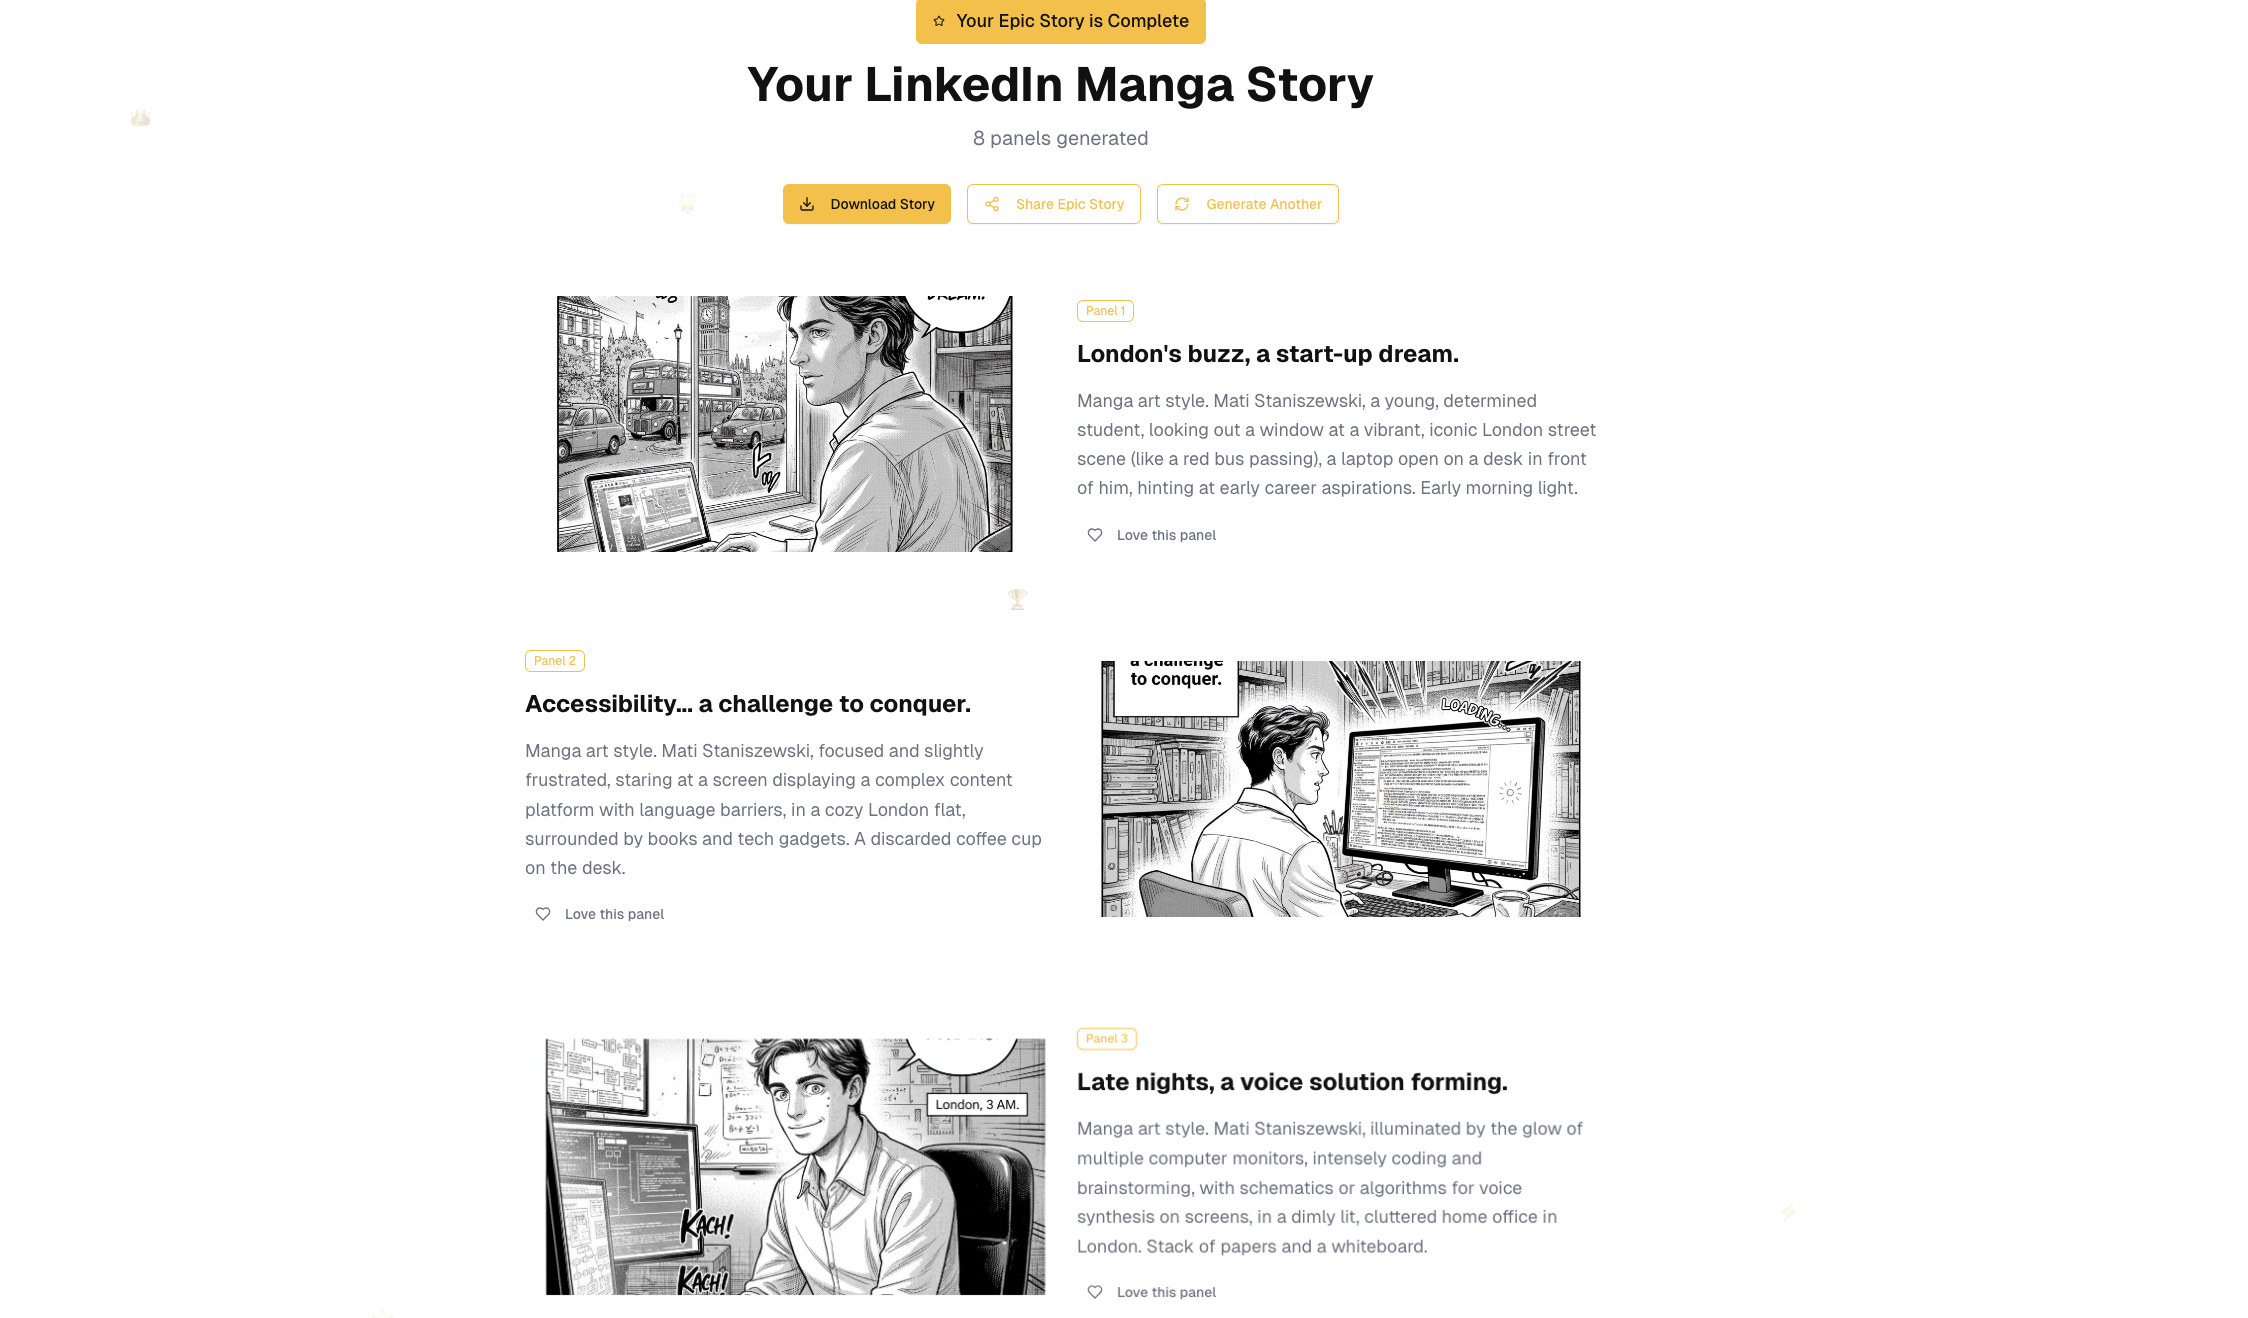 Your Epic Story is Complete
Your LinkedIn Manga Story
8 panels generated
Download Story
Share Epic Story
Generate Another
DREAM!
Panel 1
London's buzz, a start-up dream.
Manga art style. Mati Staniszewski, a young, determined
student, looking out a window at a vibrant, iconic London street
scene (like a red bus passing), a laptop open on a desk in front
of him, hinting at early career aspirations. Early morning light.
Love this panel
Panel 2
Accessibility... a challenge to conquer.
Manga art style. Mati Staniszewski, focused and slightly
frustrated, staring at a screen displaying a complex content
platform with language barriers, in a cozy London flat,
surrounded by books and tech gadgets. A discarded coffee cup
on the desk.
Love this panel
a challenge
to conquer.
LOADING...
London, 3 AM.
KACH!
KACH!
Panel 3
Late nights, a voice solution forming.
Manga art style. Mati Staniszewski, illuminated by the glow of
multiple computer monitors, intensely coding and
brainstorming, with schematics or algorithms for voice
synthesis on screens, in a dimly lit, cluttered home office in
London. Stack of papers and a whiteboard.
Love this panel